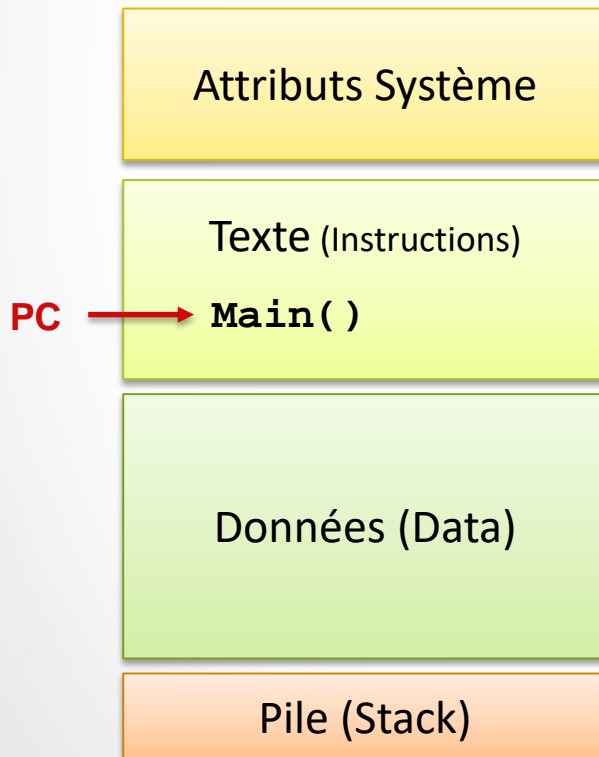 Attributs Système
Texte (Instructions)
PC
Main()
Données (Data)
Pile (Stack)